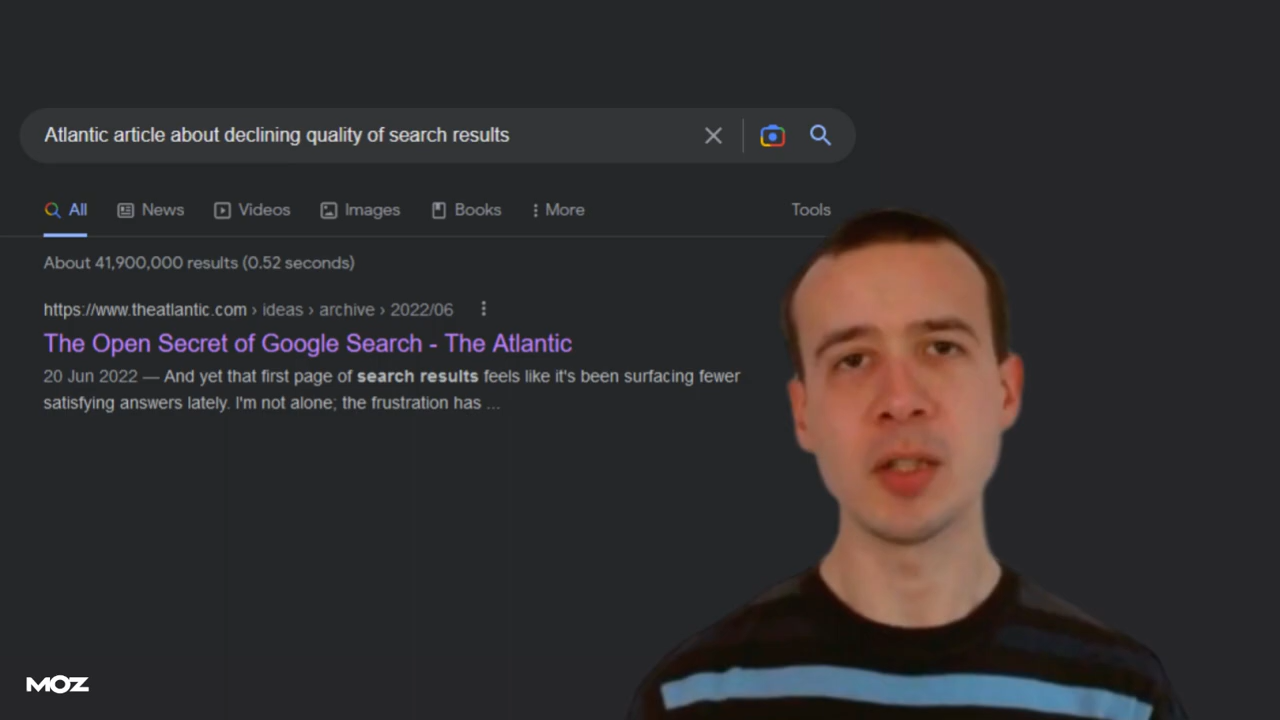 Atlantic article about declining quality of search results
All News Videos Images Books More Tools
About 41,900,000 results (0.52 seconds)
https://www.theatlantic.com › ideas › archive › 2022/06
The Open Secret of Google Search - The Atlantic
20 Jun 2022 — And yet that first page of search results feels like it's been surfacing fewer
satisfying answers lately. I'm not alone; the frustration has ...
MOZ